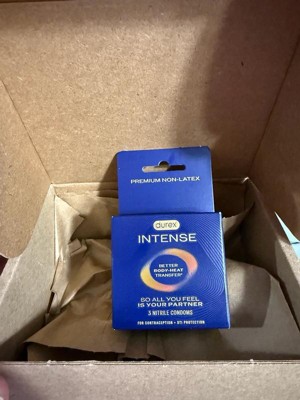 PREMIUM NON-LATEX
durex
INTENSE
BETTER
BODY-HEAT
TRANSFER*
SO ALL YOU FEEL
IS YOUR PARTNER
3 NITRILE CONDOMS
FOR CONTRACEPTION + STI PROTECTION